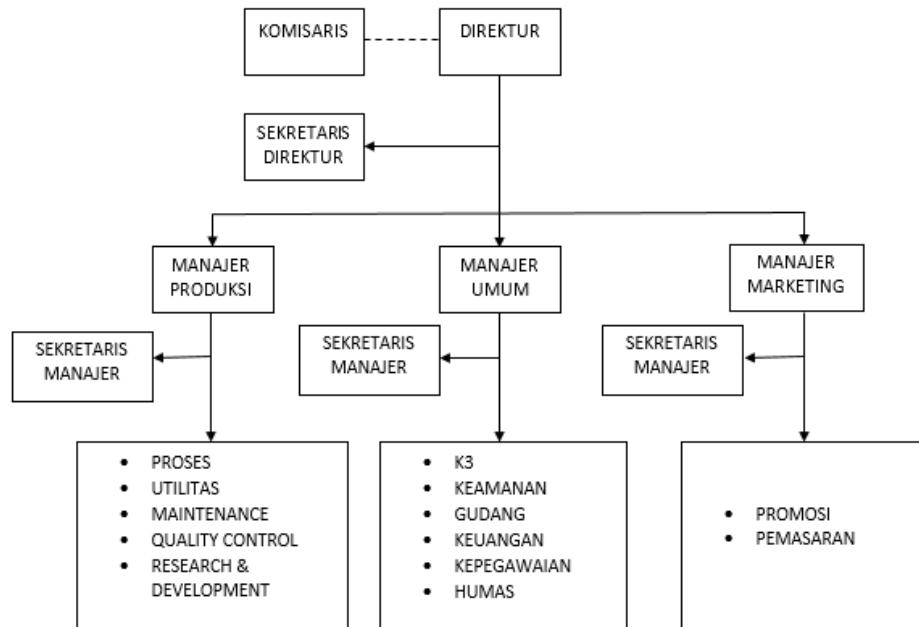 KOMISARIS
DIREKTUR
SEKRETARIS
DIREKTUR
MANAJER
PRODUKSI
MANAJER
UMUM
MANAJER
MARKETING
SEKRETARIS
MANAJER
SEKRETARIS
MANAJER
SEKRETARIS
MANAJER
• PROSES
• UTILITAS
• MAINTENANCE
• QUALITY CONTROL
• RESEARCH &
DEVELOPMENT
• K3
• KEAMANAN
• GUDANG
• KEUANGAN
• KEPEGAWAIAN
• HUMAS
• PROMOSI
• PEMASARAN